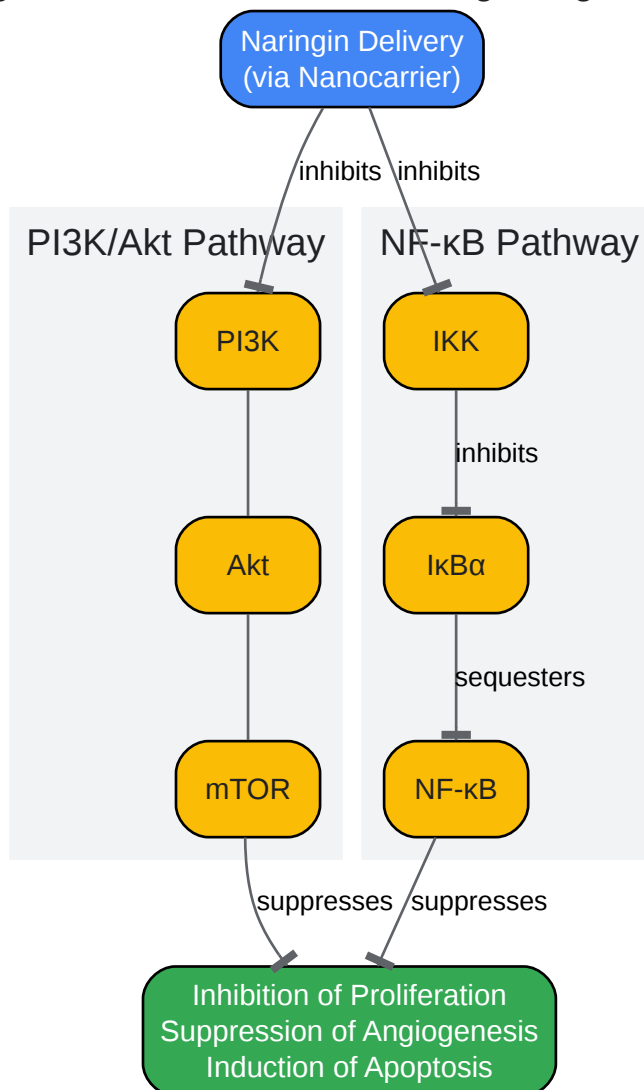 Naringin Delivery
(via Nanocarrier)
inhibits inhibits
PI3K/Akt Pathway
NF-κB Pathway
PI3K
IKK
inhibits
Akt
IκBα
sequesters
mTOR
NF-κB
suppresses suppresses
Inhibition of Proliferation
Suppression of Angiogenesis
Induction of Apoptosis